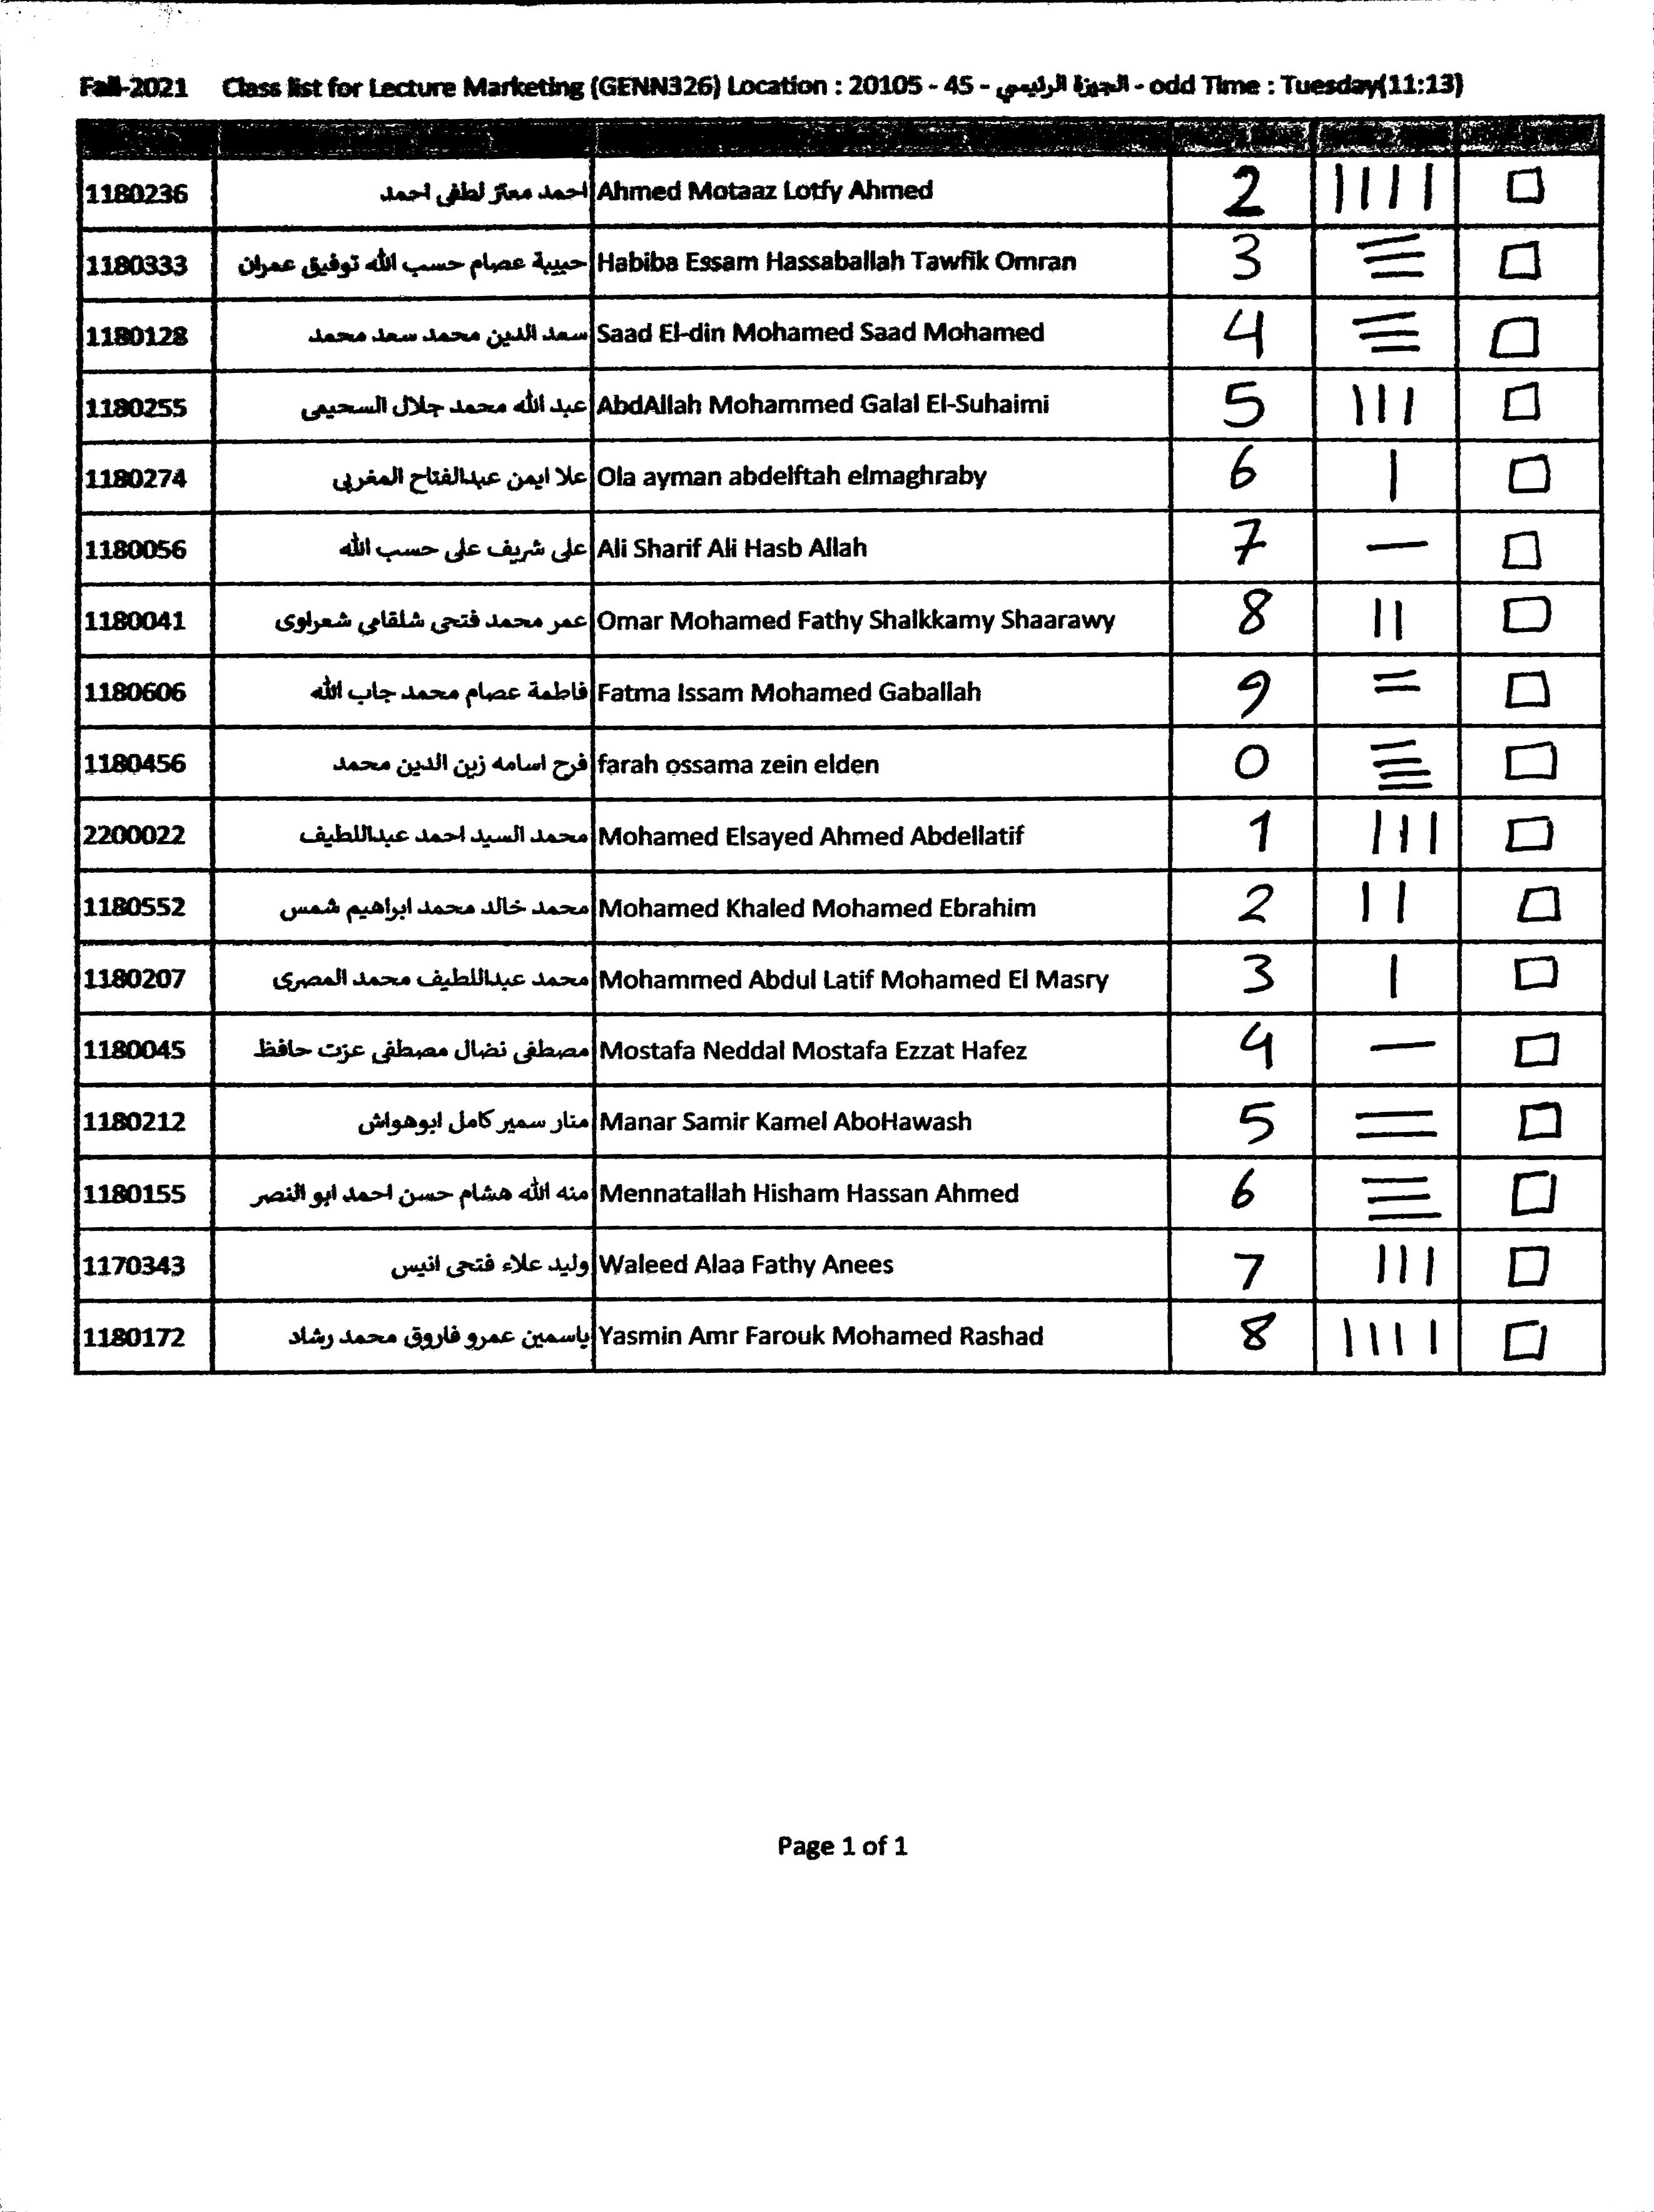 Fall-2021 Class list for Lecture Marketing (GENN326) Location : 20105 - 45 - الجيزة الرئيسي - odd Time : Tuesday(11:13)
1180236 احمد معتز لطفى احمد Ahmed Motaaz Lotfy Ahmed 2 | | | | □
1180333 حبيبة عصام حسب الله توفيق عمران Habiba Essam Hassaballah Tawfik Omran 3 ☰ □
1180128 سعد الدين محمد سعد محمد Saad El-din Mohamed Saad Mohamed 4 ☰ □
1180255 عبد الله محمد جلال السحيمى AbdAllah Mohammed Galal El-Suhaimi 5 | | | □
1180274 علا ايمن عبدالفتاح المغربى Ola ayman abdelftah elmaghraby 6 | □
1180056 على شريف على حسب الله Ali Sharif Ali Hasb Allah 7 — □
1180041 عمر محمد فتحى شلقامي شعراوى Omar Mohamed Fathy Shalkkamy Shaarawy 8 | | □
1180606 فاطمة عصام محمد جاب الله Fatma Issam Mohamed Gaballah 9 = □
1180456 فرح اسامه زين الدين محمد farah ossama zein elden 0 ☰ □
2200022 محمد السيد احمد عبداللطيف Mohamed Elsayed Ahmed Abdellatif 1 | | | □
1180552 محمد خالد محمد ابراهيم شمس Mohamed Khaled Mohamed Ebrahim 2 | | □
1180207 محمد عبداللطيف محمد المصرى Mohammed Abdul Latif Mohamed El Masry 3 | □
1180045 مصطفى نضال مصطفى عزت حافظ Mostafa Neddal Mostafa Ezzat Hafez 4 — □
1180212 منار سمير كامل ابوهواش Manar Samir Kamel AboHawash 5 = □
1180155 منه الله هشام حسن احمد ابو النصر Mennatallah Hisham Hassan Ahmed 6 ☰ □
1170343 وليد علاء فتحى انيس Waleed Alaa Fathy Anees 7 | | | □
1180172 ياسمين عمرو فاروق محمد رشاد Yasmin Amr Farouk Mohamed Rashad 8 | | | | □
Page 1 of 1